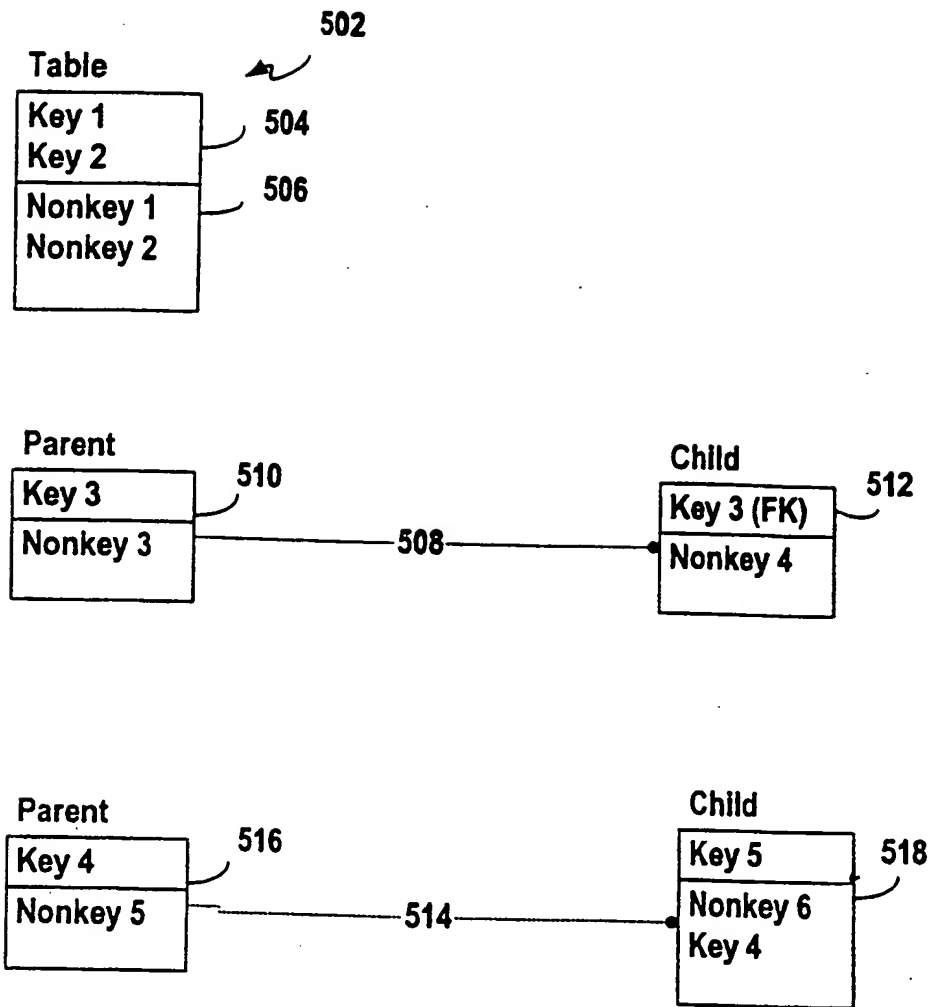 502
Table
Key 1
Key 2
504
Nonkey 1
Nonkey 2
506
Parent
Key 3
510
Nonkey 3
508
Child
Key 3 (FK)
512
Nonkey 4
Parent
Key 4
516
Nonkey 5
514
Child
Key 5
518
Nonkey 6
Key 4